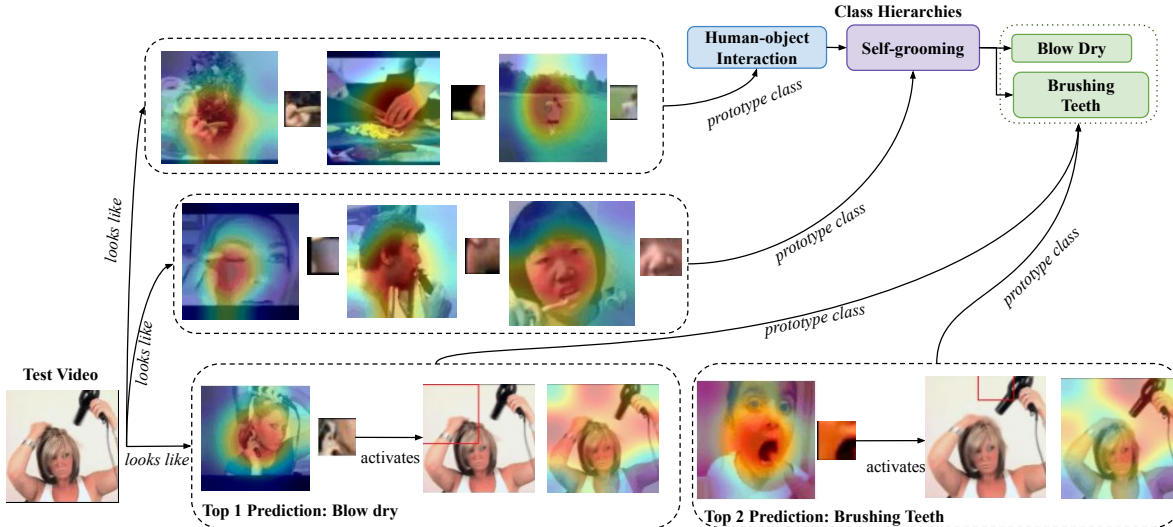 Class Hierarchies
Human-object
Interaction
Self-grooming
Blow Dry
Brushing
Teeth
prototype class
looks like
prototype class
looks like
prototype class
prototype class
Test Video
looks like
activates
activates
Top 1 Prediction: Blow dry
Top 2 Prediction: Brushing Teeth